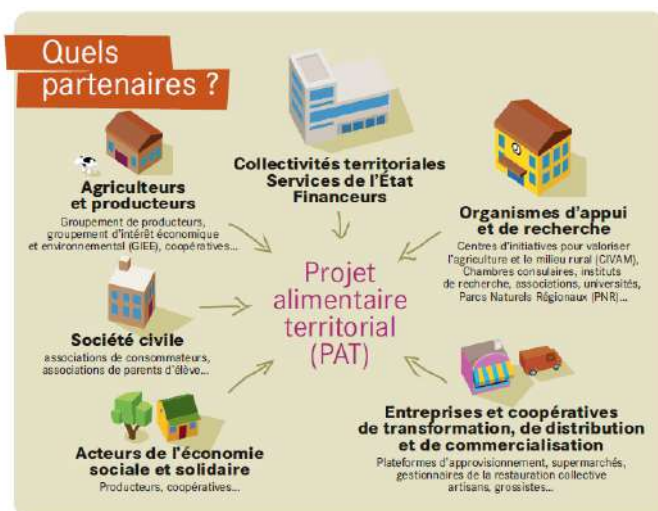 Quels
partenaires ?
Agriculteurs
et producteurs
Groupement de producteurs,
groupement d'intérêt économique
et environnemental (GIEE), coopératives...
Collectivités territoriales
Services de l'État
Financeurs
Organismes d'appui
et de recherche
Centres d'initiatives pour valoriser
l'agriculture et le milieu rural (CIVAM),
Chambres consulaires, instituts
de recherche, associations, universités,
Parcs Naturels Régionaux (PNR)...
Projet
alimentaire
territorial
(PAT)
Société civile
associations de consommateurs,
associations de parents d'élève...
Acteurs de l'économie
sociale et solidaire
Producteurs, coopératives...
Entreprises et coopératives
de transformation, de distribution
et de commercialisation
Plateformes d'approvisionnement, supermarchés,
gestionnaires de la restauration collective
artisans, grossistes...